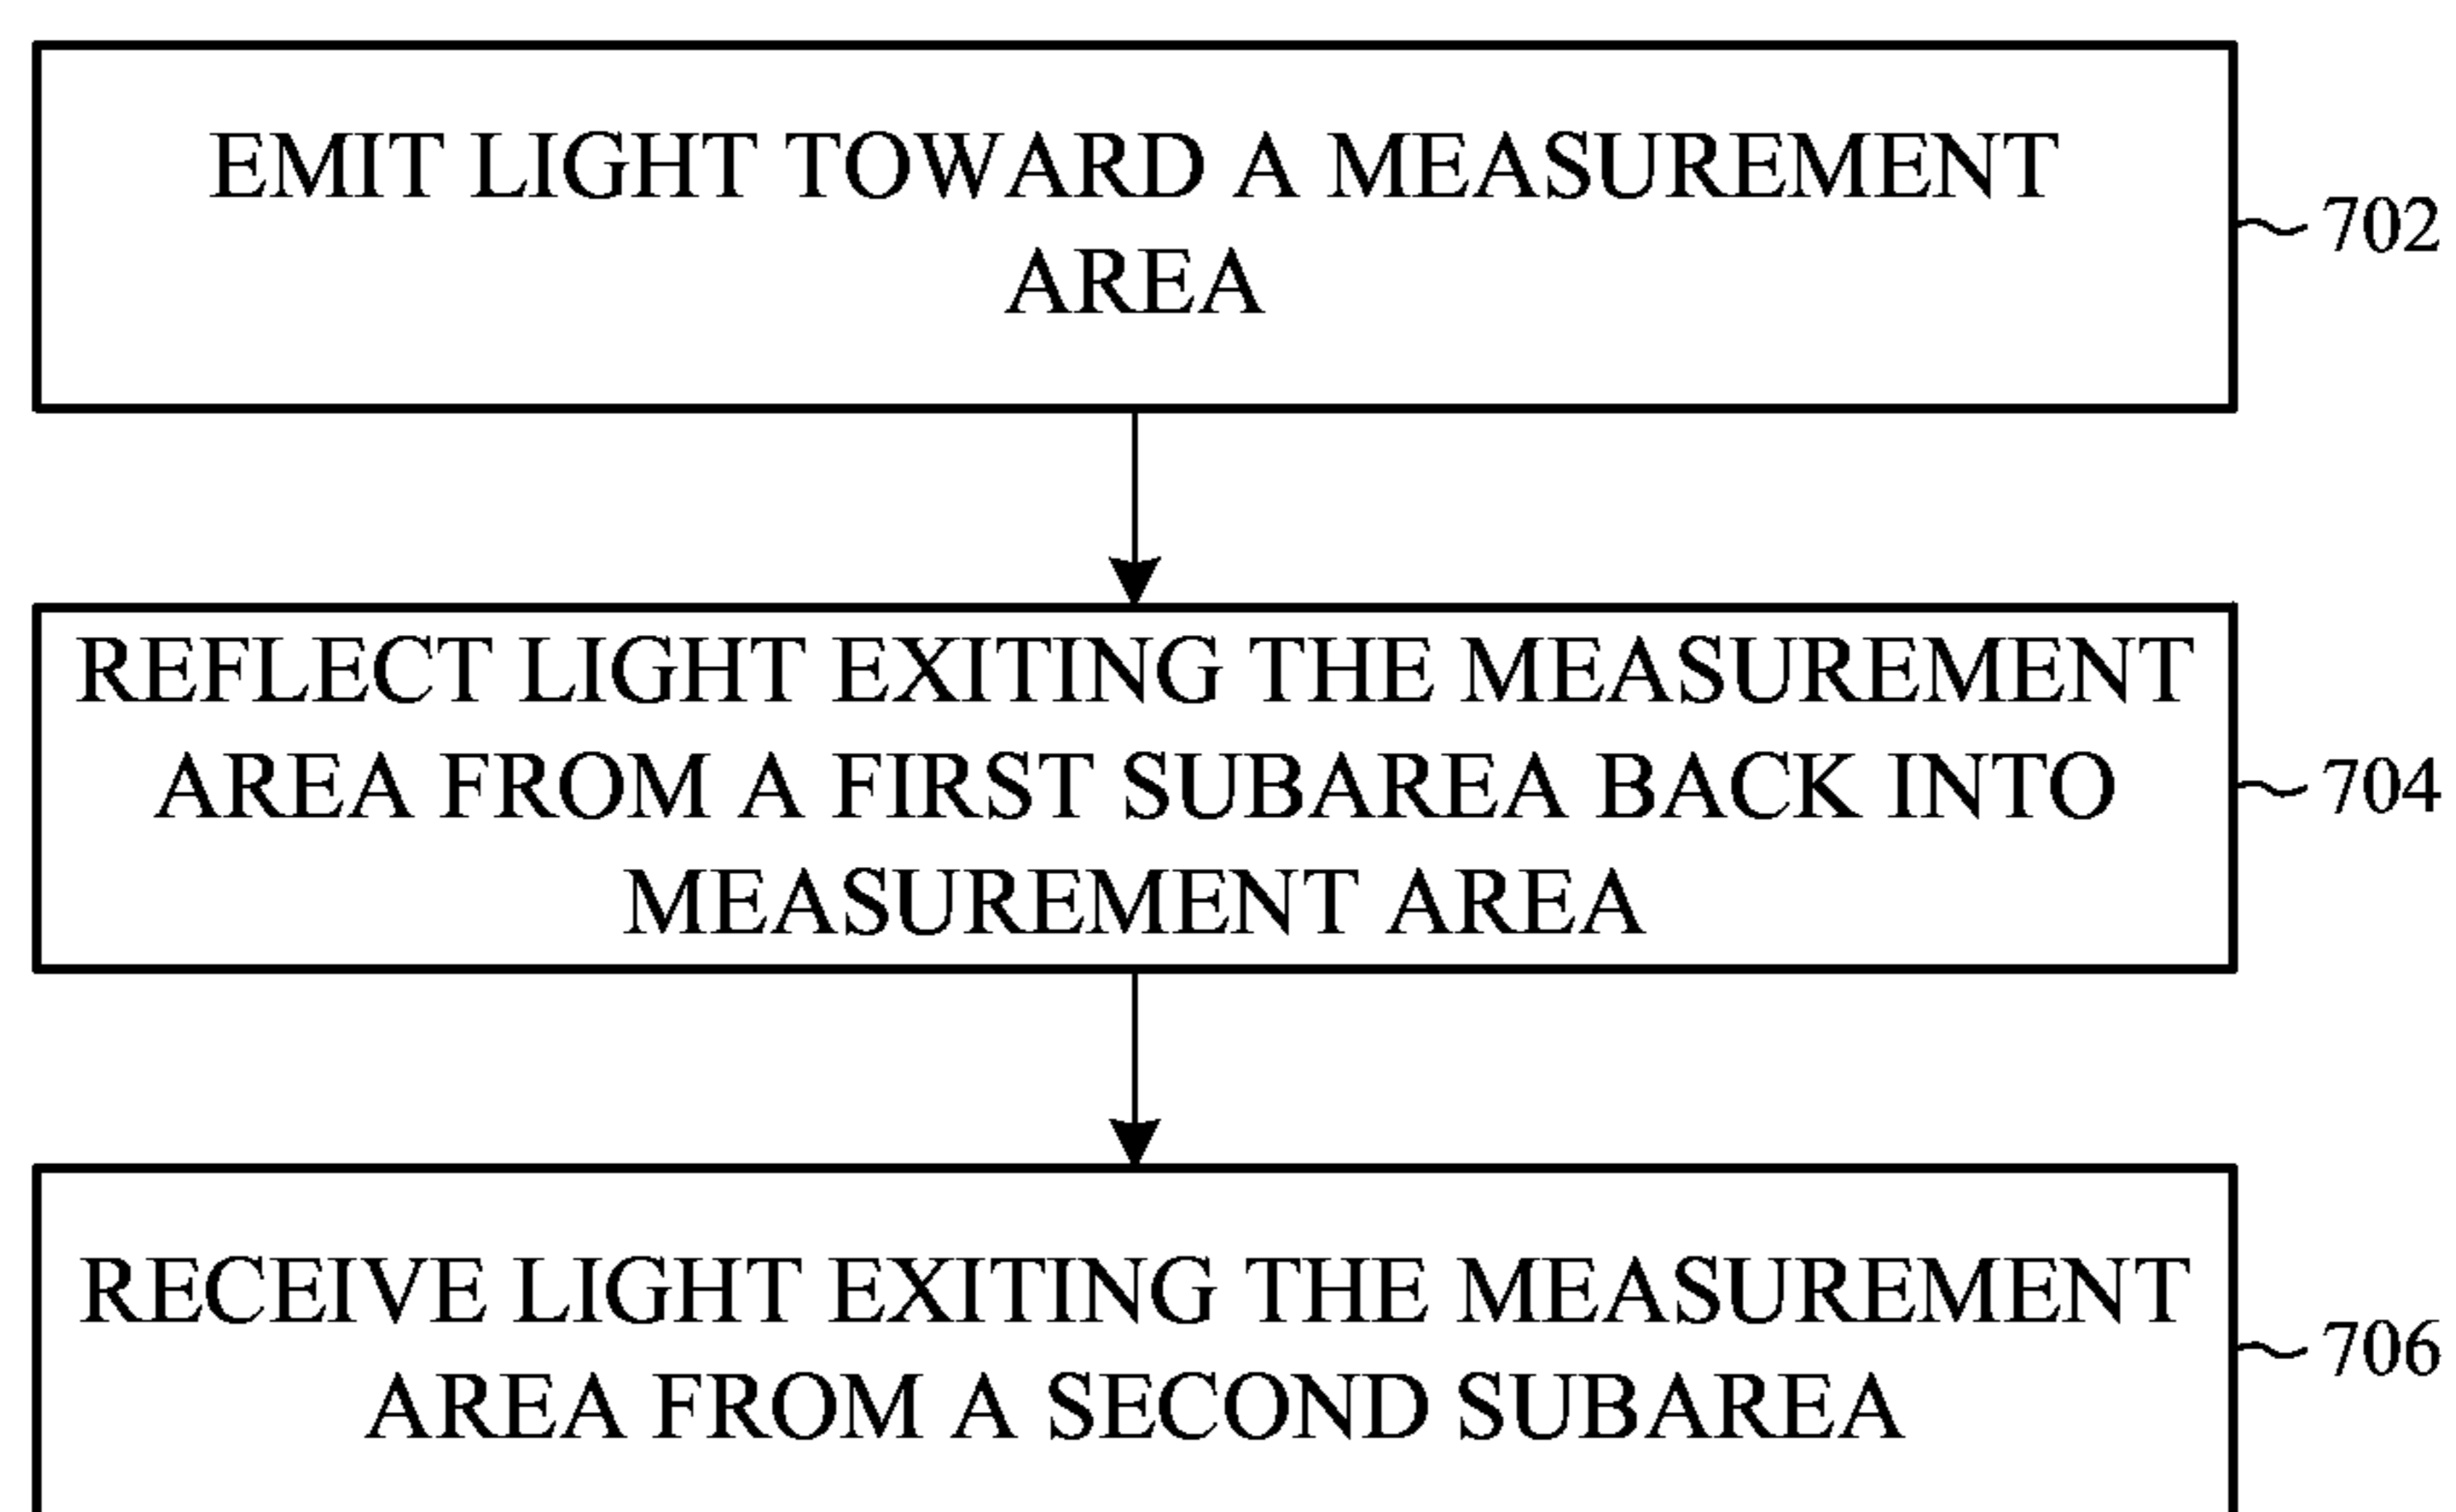 EMIT LIGHT TOWARD A MEASUREMENT
AREA
702
REFLECT LIGHT EXITING THE MEASUREMENT
AREA FROM A FIRST SUBAREA BACK INTO
MEASUREMENT AREA
704
RECEIVE LIGHT EXITING THE MEASUREMENT
AREA FROM A SECOND SUBAREA
706